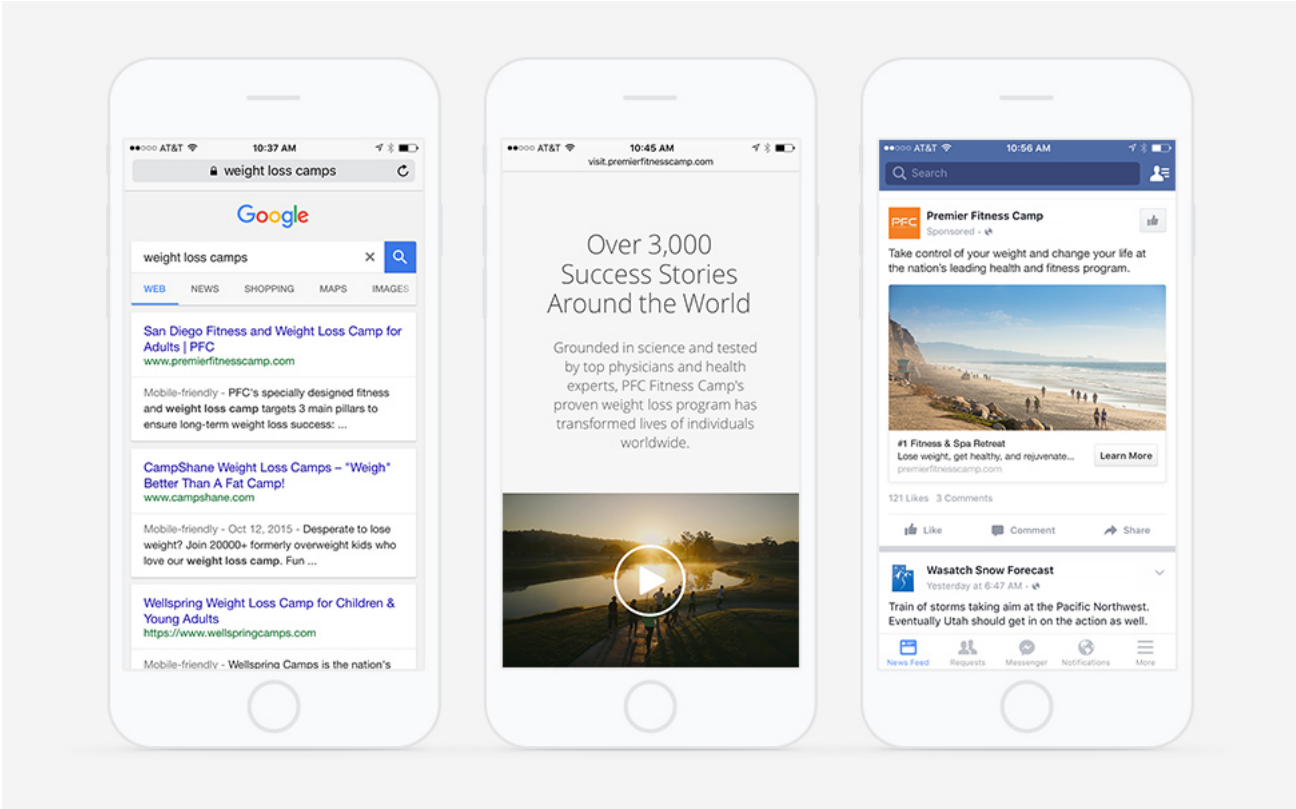 AT&T 10:37 AM
weight loss camps
Google
weight loss camps
WEB NEWS SHOPPING MAPS IMAGES
San Diego Fitness and Weight Loss Camp for
Adults | PFC
www.premierfitnesscamp.com
Mobile-friendly - PFC's specially designed fitness
and weight loss camp targets 3 main pillars to
ensure long-term weight loss success: ...
CampShane Weight Loss Camps – "Weigh"
Better Than A Fat Camp!
www.campshane.com
Mobile-friendly - Oct 12, 2015 - Desperate to lose
weight? Join 20000+ formerly overweight kids who
love our weight loss camp. Fun ...
Wellspring Weight Loss Camp for Children &
Young Adults
https://www.wellspringcamps.com
Mobile-friendly - Wellspring Camps is the nation's
AT&T 10:45 AM
visit.premierfitnesscamp.com
Over 3,000
Success Stories
Around the World
Grounded in science and tested
by top physicians and health
experts, PFC Fitness Camp's
proven weight loss program has
transformed lives of individuals
worldwide.
AT&T 10:56 AM
Search
PFC
Premier Fitness Camp
Sponsored
Take control of your weight and change your life at
the nation's leading health and fitness program.
#1 Fitness & Spa Retreat
Lose weight, get healthy, and rejuvenate...
premierfitnesscamp.com
Learn More
121 Likes 3 Comments
Like Comment Share
Wasatch Snow Forecast
Yesterday at 6:47 AM
Train of storms taking aim at the Pacific Northwest.
Eventually Utah should get in on the action as well.
News Feed Requests Messenger Notifications More